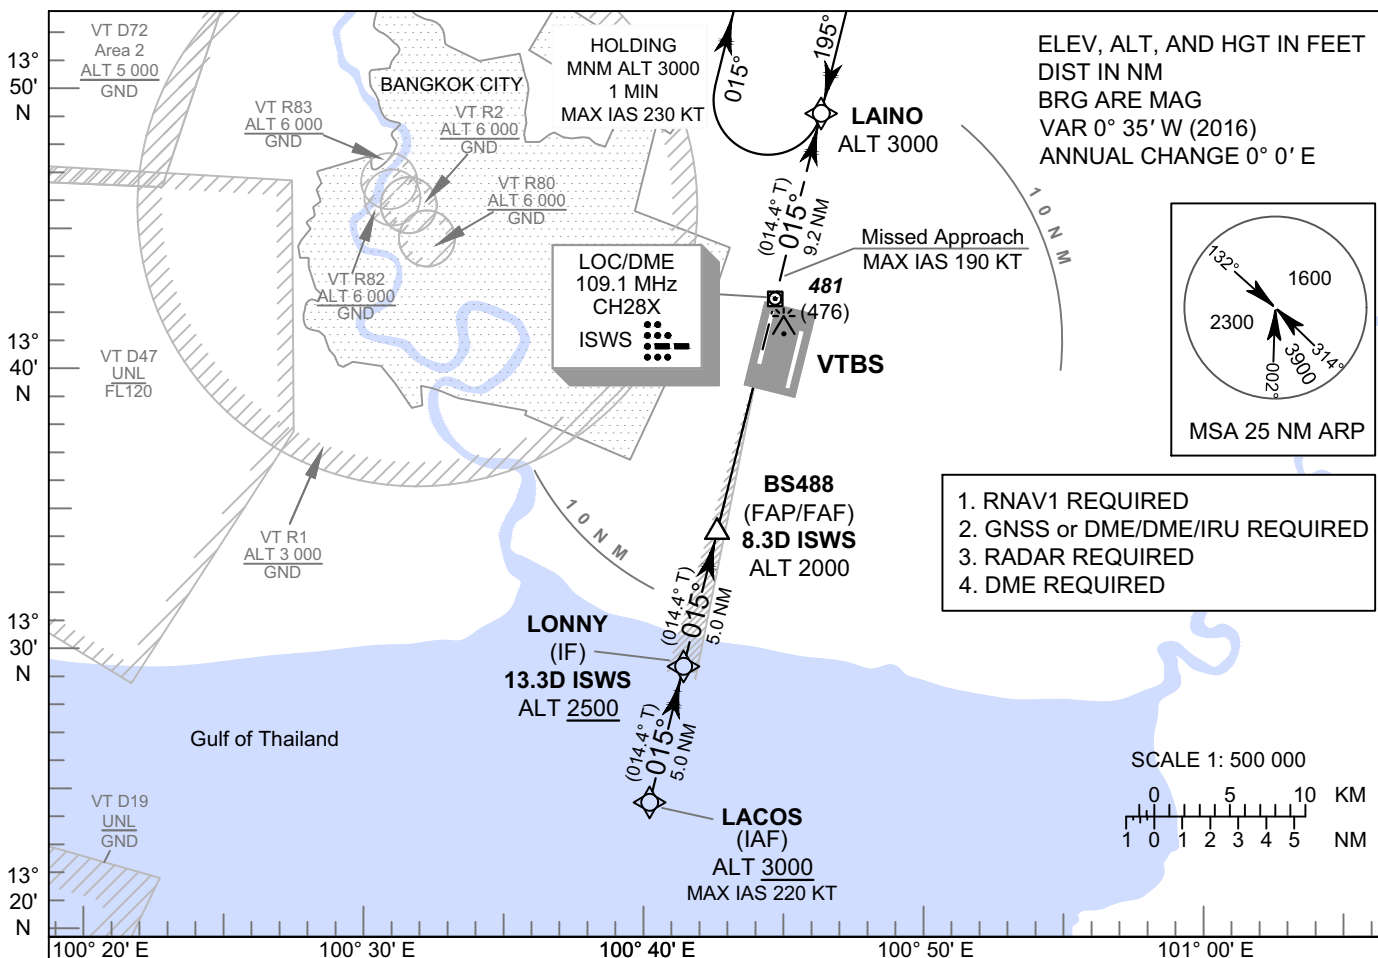 VT D72
Area 2
ALT 5 000
GND
13°
50'
N
HOLDING
MNM ALT 3000
1 MIN
MAX IAS 230 KT
015°
195°
ELEV, ALT, AND HGT IN FEET
DIST IN NM
BRG ARE MAG
VAR 0° 35' W (2016)
ANNUAL CHANGE 0° 0' E
BANGKOK CITY
VT R83
ALT 6 000
GND
VT R2
ALT 6 000
GND
LAINO
ALT 3000
VT R80
ALT 6 000
GND
VT R82
ALT 6 000
GND
(014.4° T)
015°
9.2 NM
10 NM
Missed Approach
MAX IAS 190 KT
LOC/DME
109.1 MHz
CH28X
ISWS
481
(476)
VTBS
132°
1600
2300
3900
314°
002°
MSA 25 NM ARP
13°
40'
N
VT D47
UNL
FL120
VT R1
ALT 3 000
GND
10 NM
BS488
(FAP/FAF)
8.3D ISWS
ALT 2000
1. RNAV1 REQUIRED
2. GNSS or DME/DME/IRU REQUIRED
3. RADAR REQUIRED
4. DME REQUIRED
13°
30'
N
LONNY
(IF)
13.3D ISWS
ALT 2500
(014.4° T)
015°
5.0 NM
(014.4° T)
015°
5.0 NM
Gulf of Thailand
VT D19
UNL
GND
LACOS
(IAF)
ALT 3000
MAX IAS 220 KT
SCALE 1: 500 000
0 5 10 KM
1 0 1 2 3 4 5 NM
13°
20'
N
100° 20' E
100° 30' E
100° 40' E
100° 50' E
101° 00' E